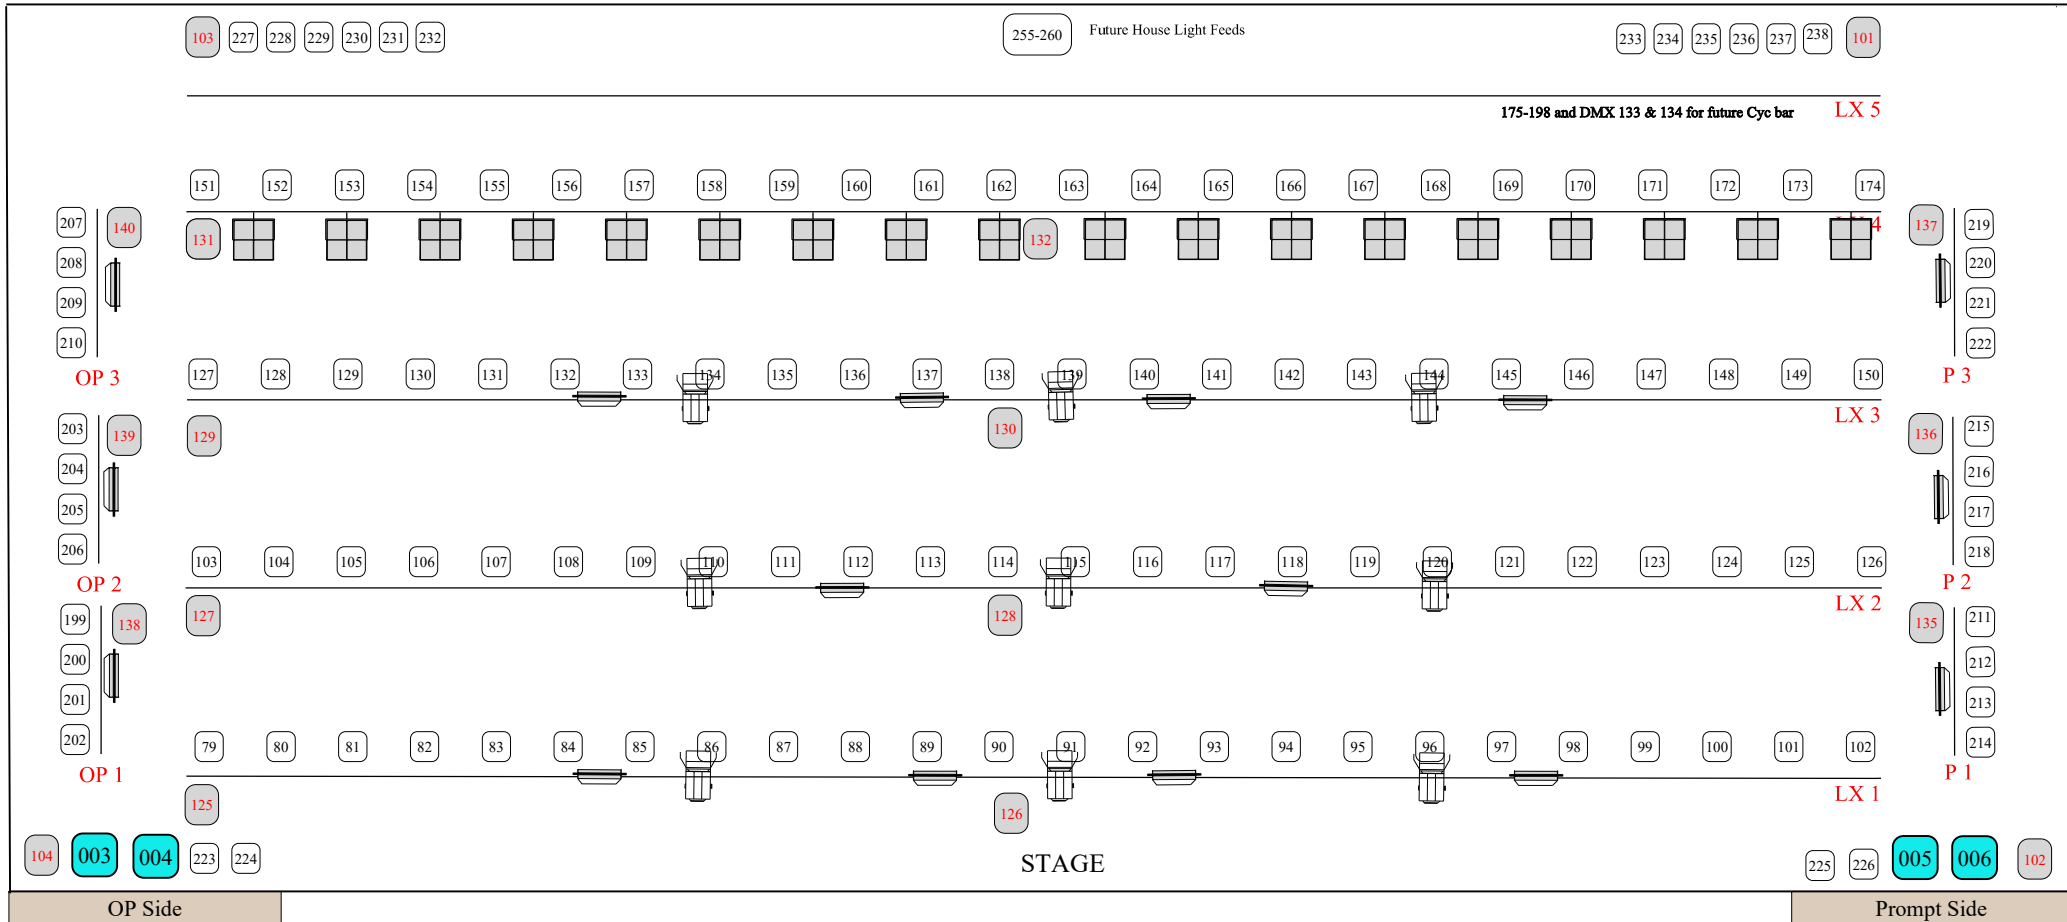 103 227 228 229 230 231 232 255-260 Future House Light Feeds 233 234 235 236 237 238 101
175-198 and DMX 133 & 134 for future Cyc bar LX 5
151 152 153 154 155 156 157 158 159 160 161 162 163 164 165 166 167 168 169 170 171 172 173 174
207 140 131 132 4 137 219
208 220
209 221
210 222
127 128 129 130 131 132 133 134 135 136 137 138 139 140 141 142 143 144 145 146 147 148 149 150
OP 3 P 3
LX 3
203 139 129 130 136 215
204 216
205 217
206 218
103 104 105 106 107 108 109 110 111 112 113 114 115 116 117 118 119 120 121 122 123 124 125 126
OP 2 P 2
LX 2
199 138 127 128 135 211
200 212
201 213
202 214
79 80 81 82 83 84 85 86 87 88 89 90 91 92 93 94 95 96 97 98 99 100 101 102
OP 1 P 1
LX 1
125 126
104 003 004 223 224 STAGE 225 226 005 006 102
OP Side Prompt Side